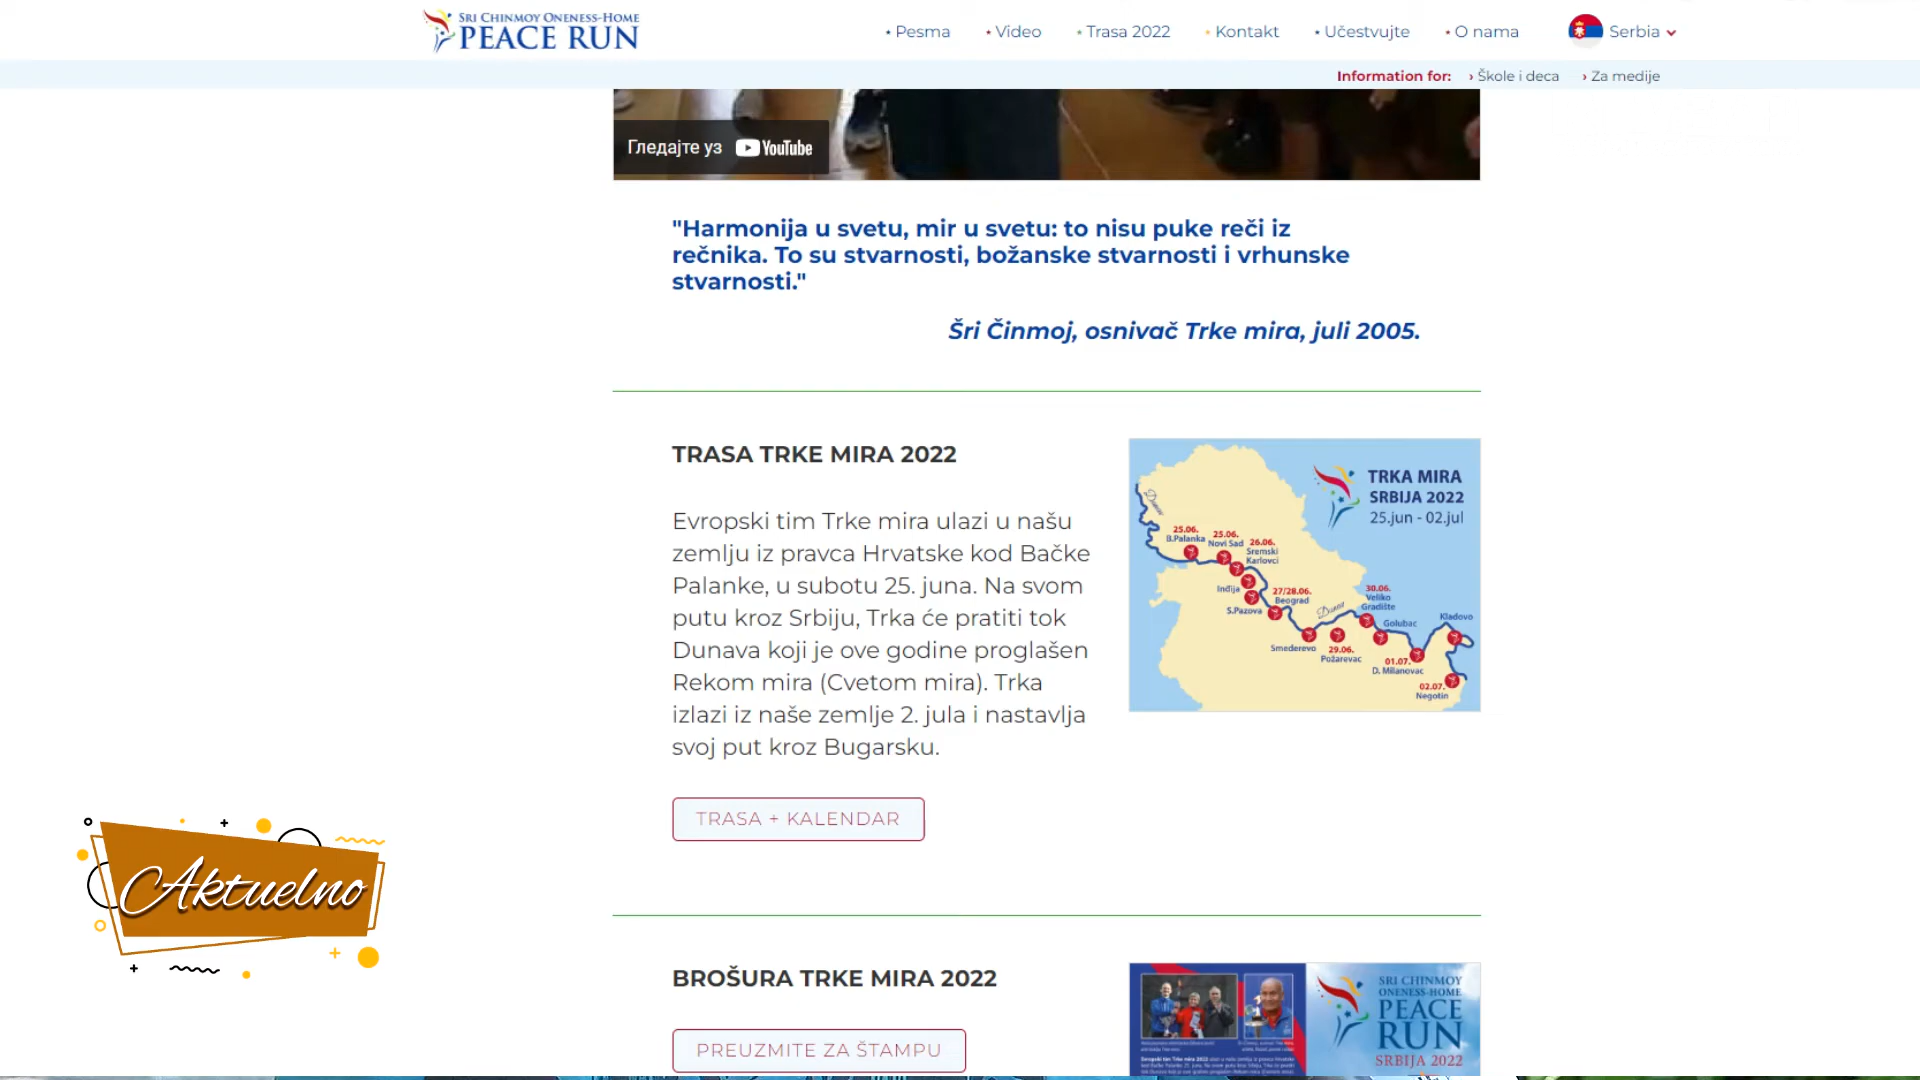 SRI CHINMOY ONENESS-HOME
PEACE RUN
Pesma
Video
Trasa 2022
Kontakt
Učestvujte
O nama
Serbia
Information for:
› Škole i deca
› Za medije
Гледајте уз YouTube
"Harmonija u svetu, mir u svetu: to nisu puke reči iz
rečnika. To su stvarnosti, božanske stvarnosti i vrhunske
stvarnosti."
Šri Činmoj, osnivač Trke mira, juli 2005.
TRASA TRKE MIRA 2022
Evropski tim Trke mira ulazi u našu
zemlju iz pravca Hrvatske kod Bačke
Palanke, u subotu 25. juna. Na svom
putu kroz Srbiju, Trka će pratiti tok
Dunava koji je ove godine proglašen
Rekom mira (Cvetom mira). Trka
izlazi iz naše zemlje 2. jula i nastavlja
svoj put kroz Bugarsku.
TRASA + KALENDAR
TRKA MIRA
SRBIJA 2022
25.jun - 02.jul
Dunav
25.06.
B.Palanka
25.06.
Novi Sad
26.06.
Sremski
Karlovci
Inđija
S.Pazova
27/28.06.
Beograd
Dunav
Smederevo
29.06.
Požarevac
30.06.
Veliko
Gradište
Golubac
01.07.
D. Milanovac
Kladovo
02.07.
Negotin
Aktuelno
BROŠURA TRKE MIRA 2022
PREUZMITE ZA ŠTAMPU
SRI CHINMOY
ONENESS-HOME
PEACE
RUN
SRBIJA 2022